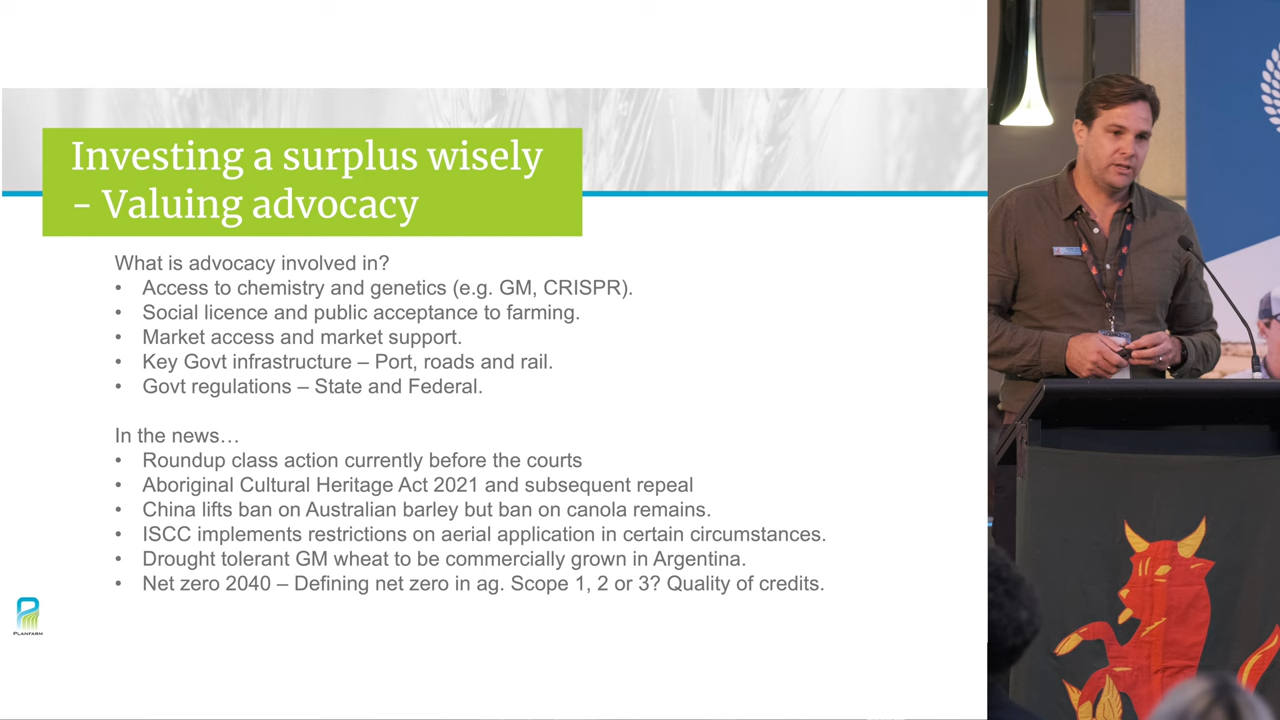 Investing a surplus wisely
- Valuing advocacy
What is advocacy involved in?
• Access to chemistry and genetics (e.g. GM, CRISPR).
• Social licence and public acceptance to farming.
• Market access and market support.
• Key Govt infrastructure – Port, roads and rail.
• Govt regulations – State and Federal.
In the news…
• Roundup class action currently before the courts
• Aboriginal Cultural Heritage Act 2021 and subsequent repeal
• China lifts ban on Australian barley but ban on canola remains.
• ISCC implements restrictions on aerial application in certain circumstances.
• Drought tolerant GM wheat to be commercially grown in Argentina.
• Net zero 2040 – Defining net zero in ag. Scope 1, 2 or 3? Quality of credits.
PLANFARM